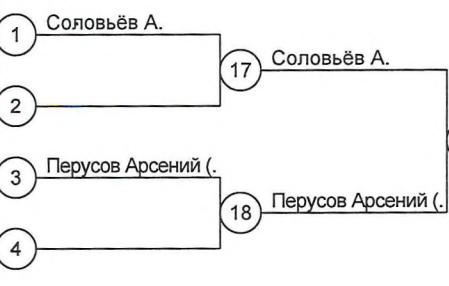 1 Соловьёв А.
17 Соловьёв А.
2
3 Перусов Арсений (.
18 Перусов Арсений (.
4